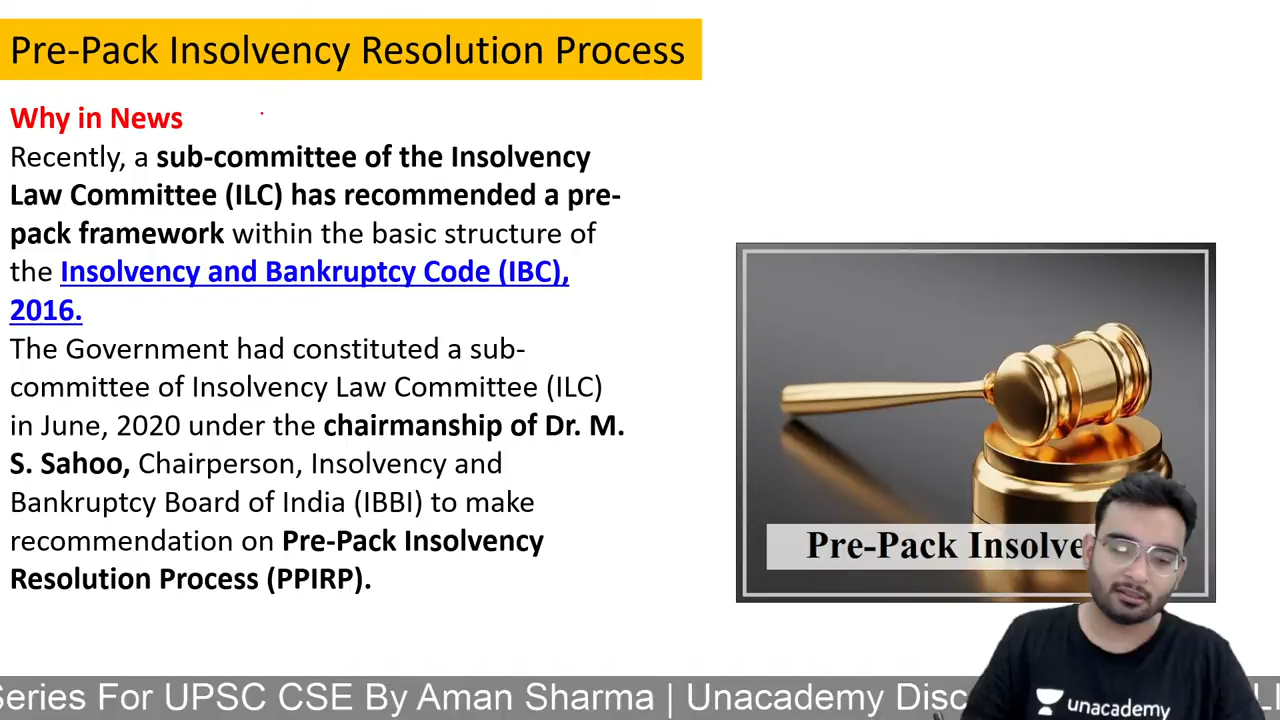 Pre-Pack Insolvency Resolution Process
Why in News
Recently, a sub-committee of the Insolvency
Law Committee (ILC) has recommended a pre-
pack framework within the basic structure of
the Insolvency and Bankruptcy Code (IBC),
2016.
The Government had constituted a sub-
committee of Insolvency Law Committee (ILC)
in June, 2020 under the chairmanship of Dr. M.
S. Sahoo, Chairperson, Insolvency and
Bankruptcy Board of India (IBBI) to make
recommendation on Pre-Pack Insolvency
Resolution Process (PPIRP).
Pre-Pack Insolve
unacademy
Series For UPSC CSE By Aman Sharma | Unacademy Disc